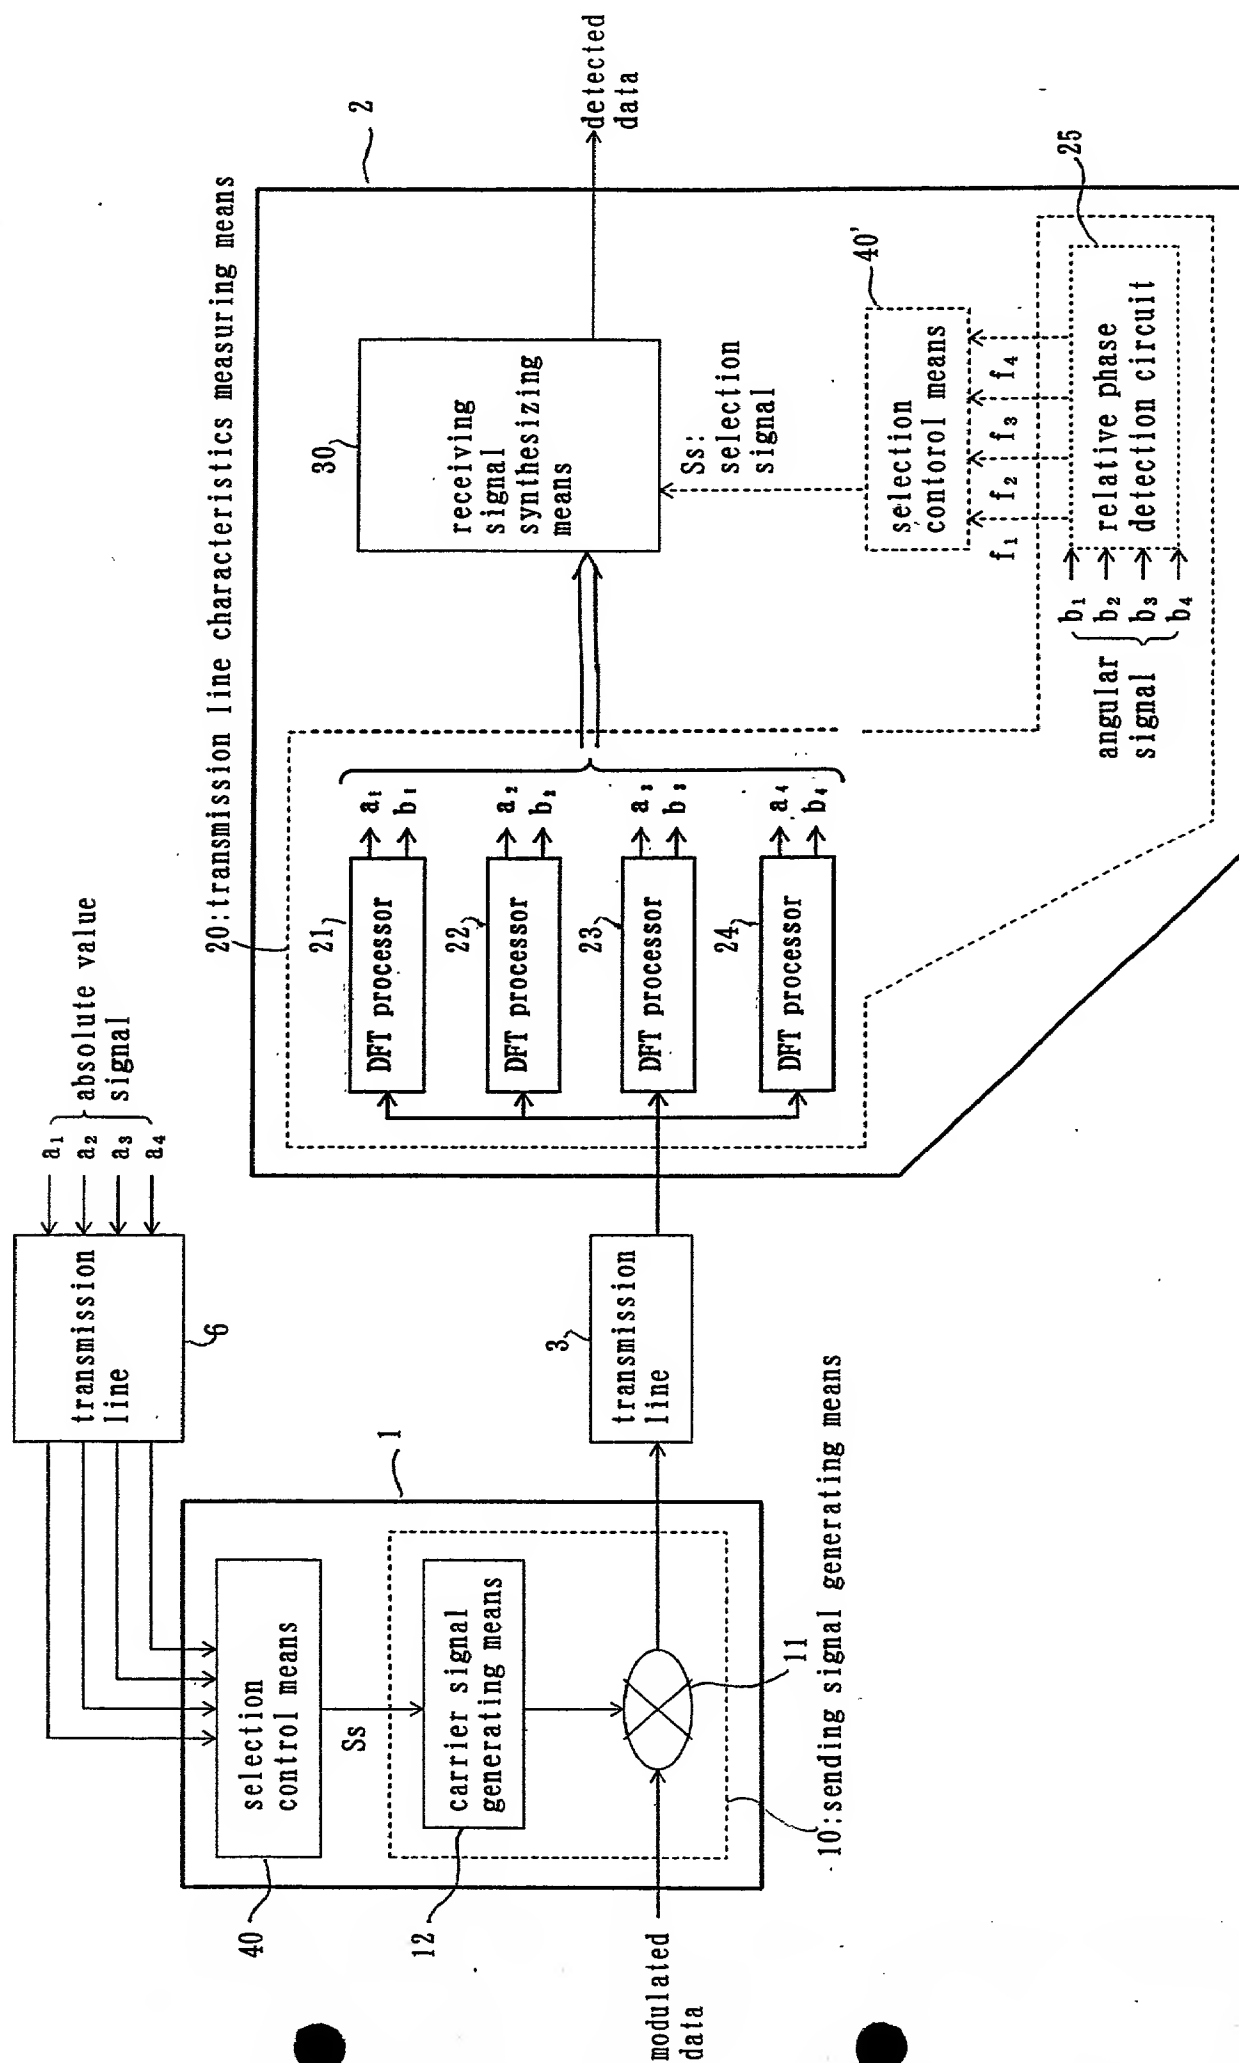 a₁
a₂
a₃
a₄
absolute value
signal
transmission
line
6
20:transmission line characteristics measuring means
2
1
selection
control means
40
Ss
carrier signal
generating means
12
11
10:sending signal generating means
modulated
data
3
transmission
line
21
DFT processor
a₁
b₁
22
DFT processor
a₂
b₂
23
DFT processor
a₃
b₃
24
DFT processor
a₄
b₄
30
receiving
signal
synthesizing
means
detected
data
Ss:
selection
signal
40'
selection
contorol means
f₁
f₂
f₃
f₄
25
relative phase
detection circuit
b₁
b₂
b₃
b₄
angular
signal